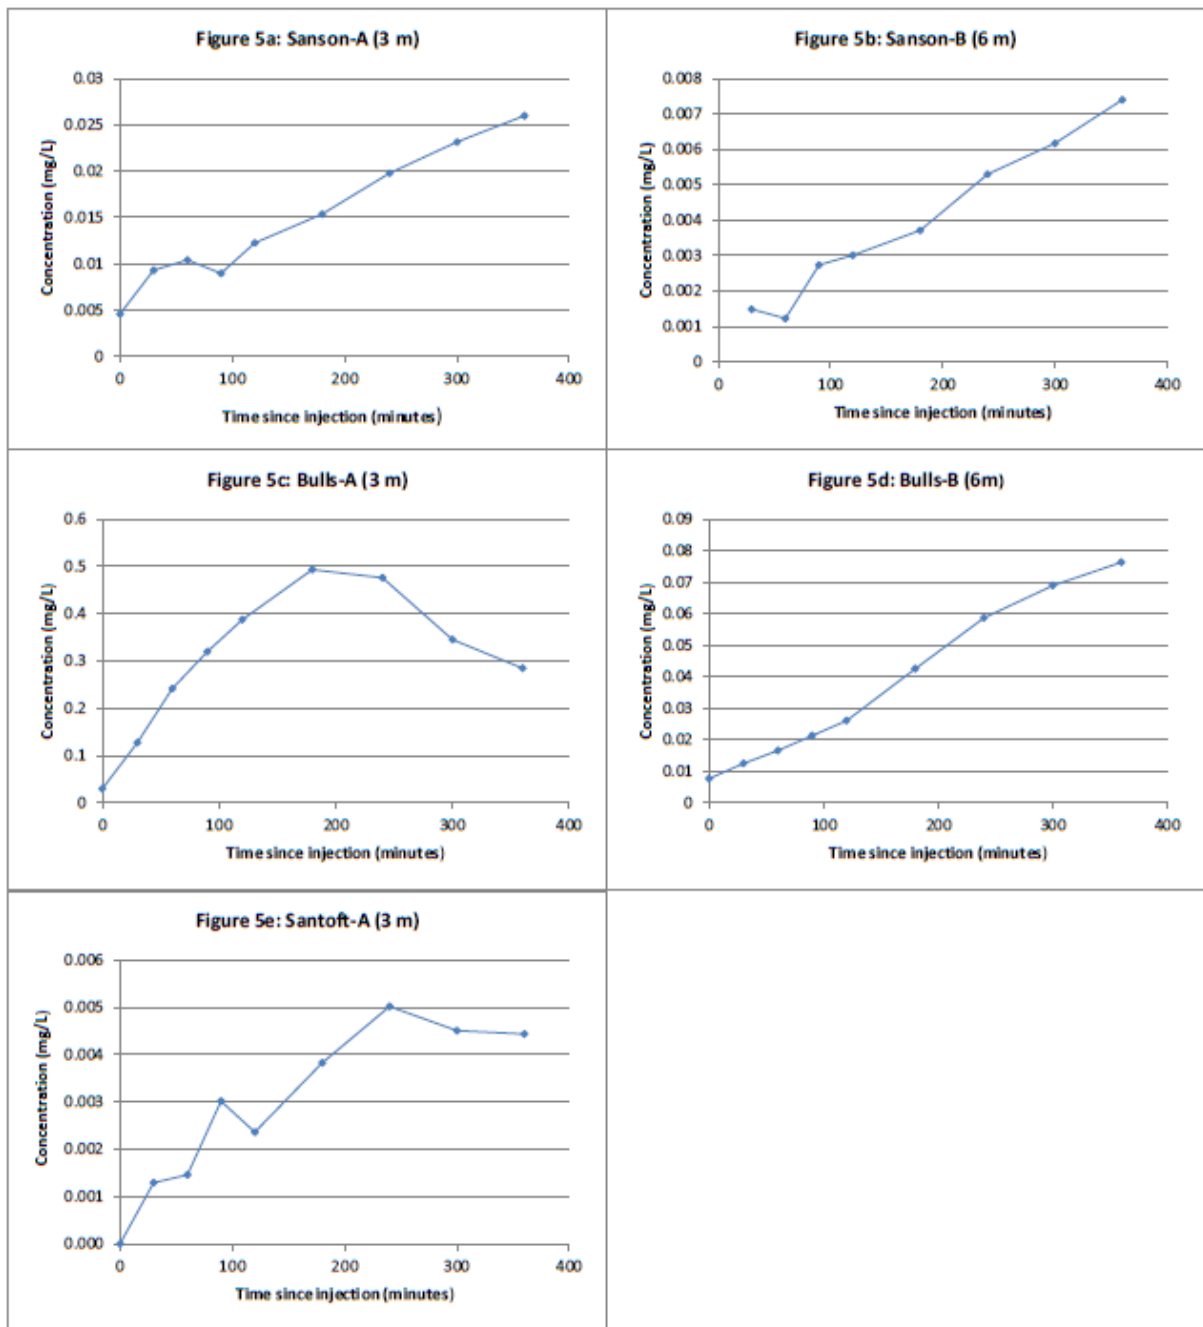 Figure 5a: Sanson-A (3 m)
0.03
0.025
0.02
0.015
0.01
0.005
0
0 100 200 300 400
Concentration (mg/L)
Time since injection (minutes)
Figure 5b: Sanson-B (6 m)
0.008
0.007
0.006
0.005
0.004
0.003
0.002
0.001
0
0 100 200 300 400
Concentration (mg/L)
Time since injection (minutes)
Figure 5c: Bulls-A (3 m)
0.6
0.5
0.4
0.3
0.2
0.1
0
0 100 200 300 400
Concentration (mg/L)
Time since injection (minutes)
Figure 5d: Bulls-B (6m)
0.09
0.08
0.07
0.06
0.05
0.04
0.03
0.02
0.01
0
0 100 200 300 400
Concentration (mg/L)
Time since injection (minutes)
Figure 5e: Santoft-A (3 m)
0.006
0.005
0.004
0.003
0.002
0.001
0.000
0 100 200 300 400
Concentration (mg/L)
Time since injection (minutes)